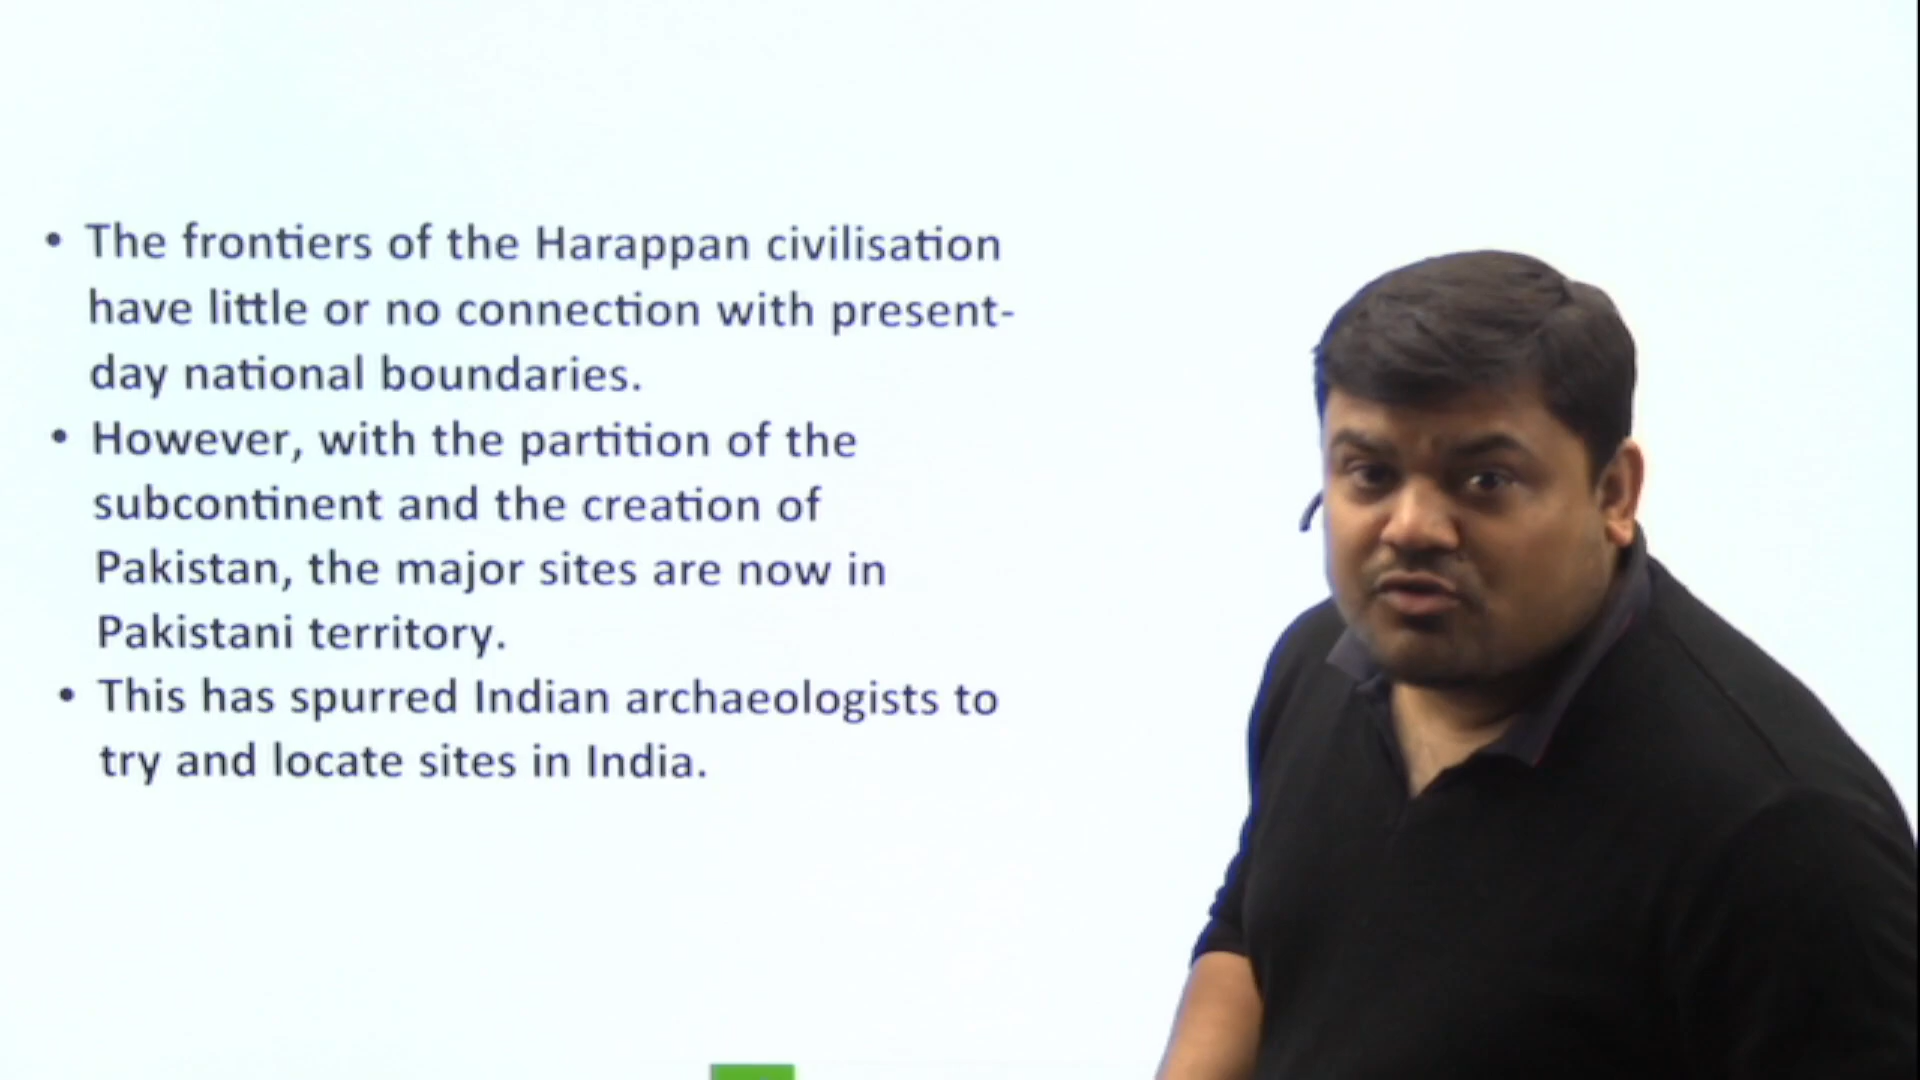 • The frontiers of the Harappan civilisation
have little or no connection with present-
day national boundaries.
• However, with the partition of the
subcontinent and the creation of
Pakistan, the major sites are now in
Pakistani territory.
• This has spurred Indian archaeologists to
try and locate sites in India.